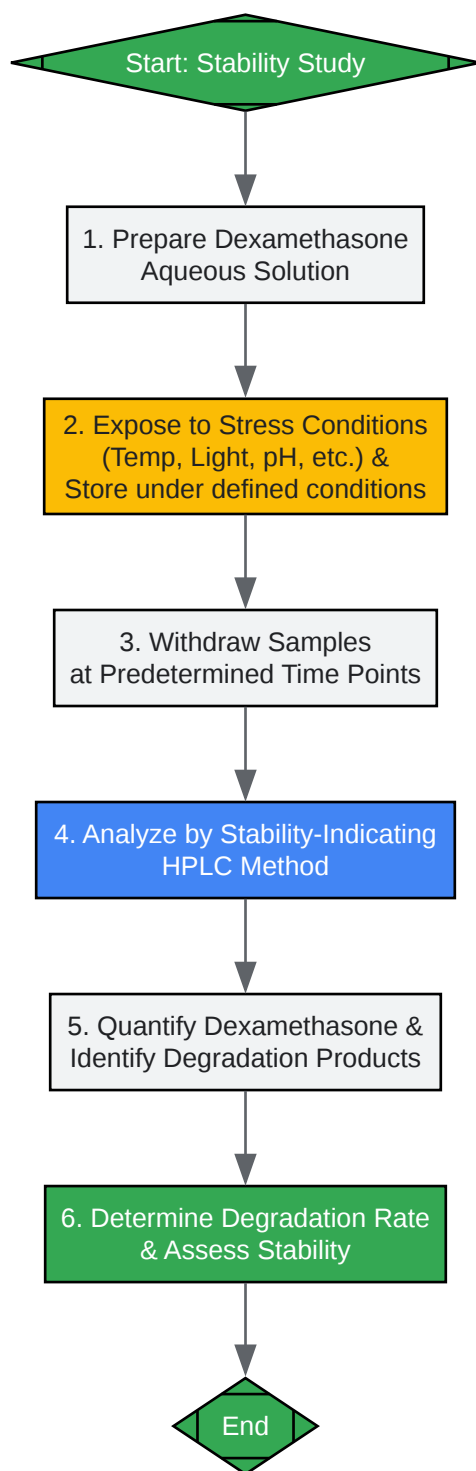 Start: Stability Study
1. Prepare Dexamethasone
Aqueous Solution
2. Expose to Stress Conditions
(Temp, Light, pH, etc.) &
Store under defined conditions
3. Withdraw Samples
at Predetermined Time Points
4. Analyze by Stability-Indicating
HPLC Method
5. Quantify Dexamethasone &
Identify Degradation Products
6. Determine Degradation Rate
& Assess Stability
End